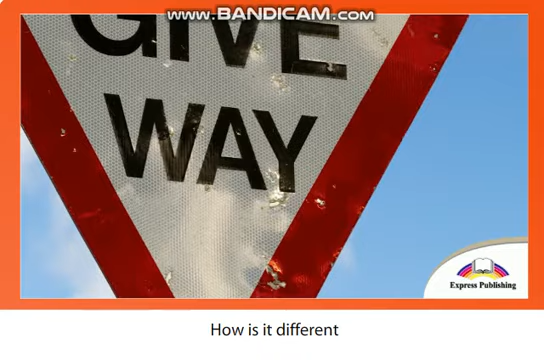 www.BANDICAM.com
GIVE
WAY
Express Publishing
How is it different